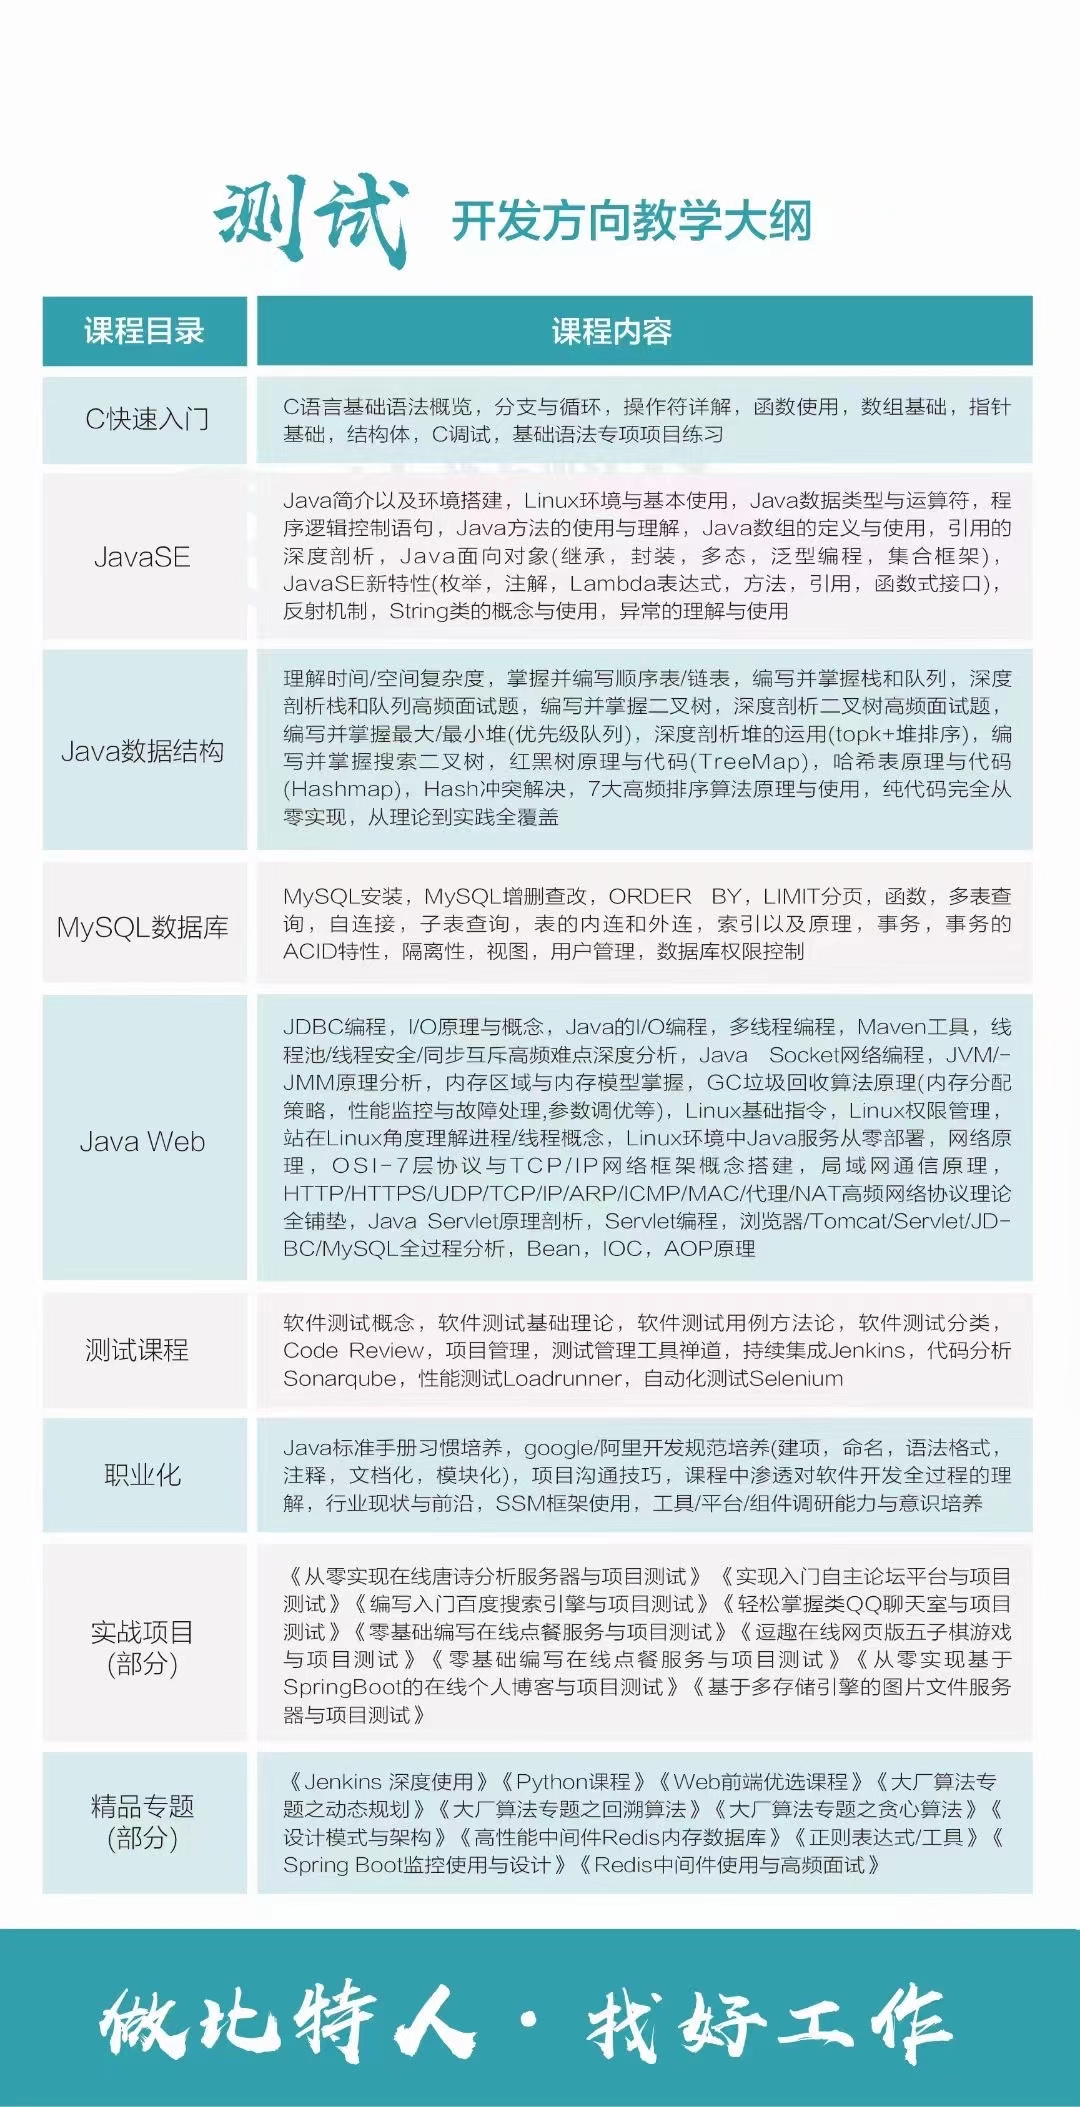 测试 开发方向教学大纲
课程目录
课程内容
C快速入门
C语言基础语法概览，分支与循环，操作符详解，函数使用，数组基础，指针
基础，结构体，C调试，基础语法专项项目练习
JavaSE
Java简介以及环境搭建，Linux环境与基本使用，Java数据类型与运算符，程
序逻辑控制语句，Java方法的使用与理解，Java数组的定义与使用，引用的
深度剖析，Java面向对象(继承，封装，多态，泛型编程，集合框架)，
JavaSE新特性(枚举，注解，Lambda表达式，方法，引用，函数式接口)，
反射机制，String类的概念与使用，异常的理解与使用
Java数据结构
理解时间/空间复杂度，掌握并编写顺序表/链表，编写并掌握栈和队列，深度
剖析栈和队列高频面试题，编写并掌握二叉树，深度剖析二叉树高频面试题，
编写并掌握最大/最小堆(优先级队列)，深度剖析堆的运用(topk+堆排序)，编
写并掌握搜索二叉树，红黑树原理与代码(TreeMap)，哈希表原理与代码
(Hashmap)，Hash冲突解决，7大高频排序算法原理与使用，纯代码完全从
零实现，从理论到实践全覆盖
MySQL数据库
MySQL安装，MySQL增删查改，ORDER BY，LIMIT分页，函数，多表查
询，自连接，子表查询，表的内连和外连，索引以及原理，事务，事务的
ACID特性，隔离性，视图，用户管理，数据库权限控制
Java Web
JDBC编程，I/O原理与概念，Java的I/O编程，多线程编程，Maven工具，线
程池/线程安全/同步互斥高频难点深度分析，Java Socket网络编程，JVM/-
JMM原理分析，内存区域与内存模型掌握，GC垃圾回收算法原理(内存分配
策略，性能监控与故障处理,参数调优等)，Linux基础指令，Linux权限管理，
站在Linux角度理解进程/线程概念，Linux环境中Java服务从零部署，网络原
理，OSI-7层协议与TCP/IP网络框架概念搭建，局域网通信原理，
HTTP/HTTPS/UDP/TCP/IP/ARP/ICMP/MAC/代理/NAT高频网络协议理论
全铺垫，Java Servlet原理剖析，Servlet编程，浏览器/Tomcat/Servlet/JD-
BC/MySQL全过程分析，Bean，IOC，AOP原理
测试课程
软件测试概念，软件测试基础理论，软件测试用例方法论，软件测试分类，
Code Review，项目管理，测试管理工具禅道，持续集成Jenkins，代码分析
Sonarqube，性能测试Loadrunner，自动化测试Selenium
职业化
Java标准手册习惯培养，google/阿里开发规范培养(建项，命名，语法格式，
注释，文档化，模块化)，项目沟通技巧，课程中渗透对软件开发全过程的理
解，行业现状与前沿，SSM框架使用，工具/平台/组件调研能力与意识培养
实战项目
(部分)
《从零实现在线唐诗分析服务器与项目测试》《实现入门自主论坛平台与项目
测试》《编写入门百度搜索引擎与项目测试》《轻松掌握类QQ聊天室与项目
测试》《零基础编写在线点餐服务与项目测试》《逗趣在线网页版五子棋游戏
与项目测试》《零基础编写在线点餐服务与项目测试》《从零实现基于
SpringBoot的在线个人博客与项目测试》《基于多存储引擎的图片文件服务
器与项目测试》
精品专题
(部分)
《Jenkins 深度使用》《Python课程》《Web前端优选课程》《大厂算法专
题之动态规划》《大厂算法专题之回溯算法》《大厂算法专题之贪心算法》《
设计模式与架构》《高性能中间件Redis内存数据库》《正则表达式/工具》《
Spring Boot监控使用与设计》《Redis中间件使用与高频面试》
做比特人·找好工作